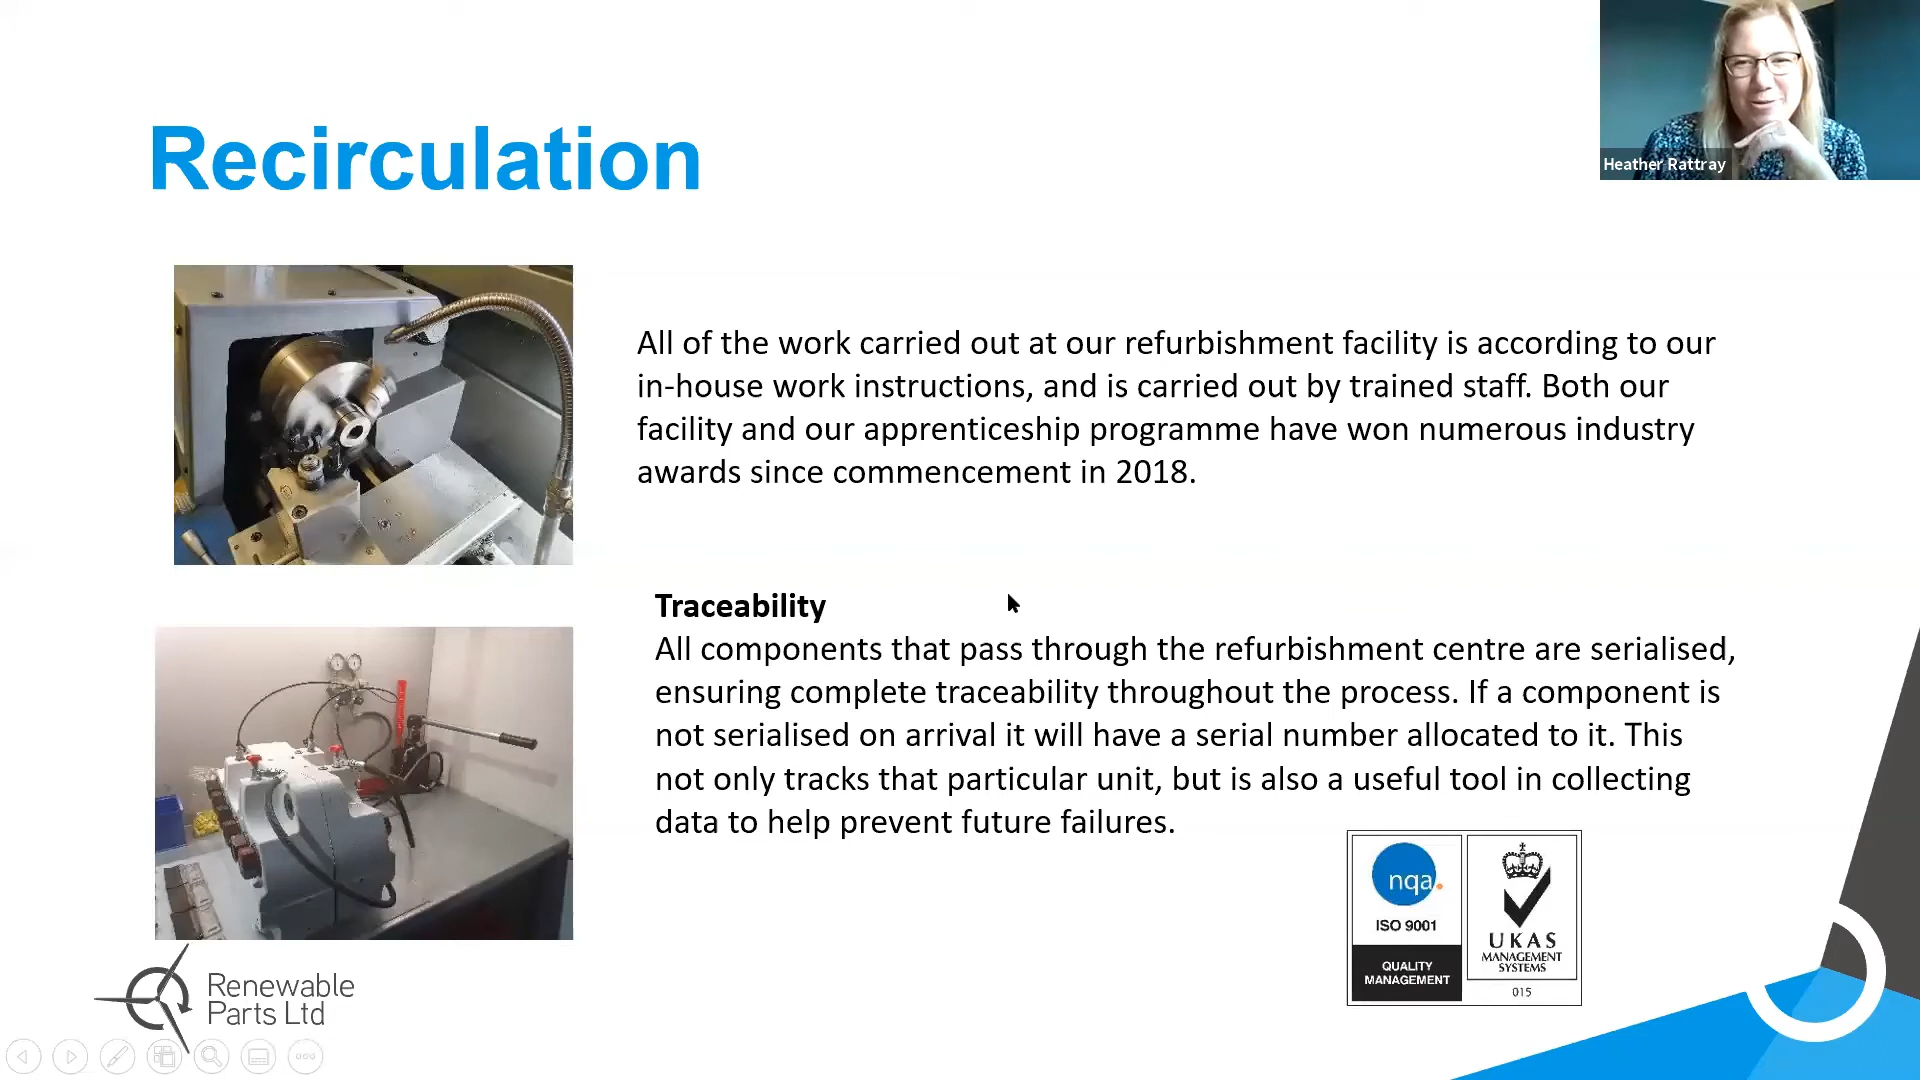 Recirculation
Heather Rattray
All of the work carried out at our refurbishment facility is according to our
in-house work instructions, and is carried out by trained staff. Both our
facility and our apprenticeship programme have won numerous industry
awards since commencement in 2018.
Traceability
All components that pass through the refurbishment centre are serialised,
ensuring complete traceability throughout the process. If a component is
not serialised on arrival it will have a serial number allocated to it. This
not only tracks that particular unit, but is also a useful tool in collecting
data to help prevent future failures.
nqa.
ISO 9001
QUALITY
MANAGEMENT
UKAS
MANAGEMENT
SYSTEMS
015
Renewable
Parts Ltd